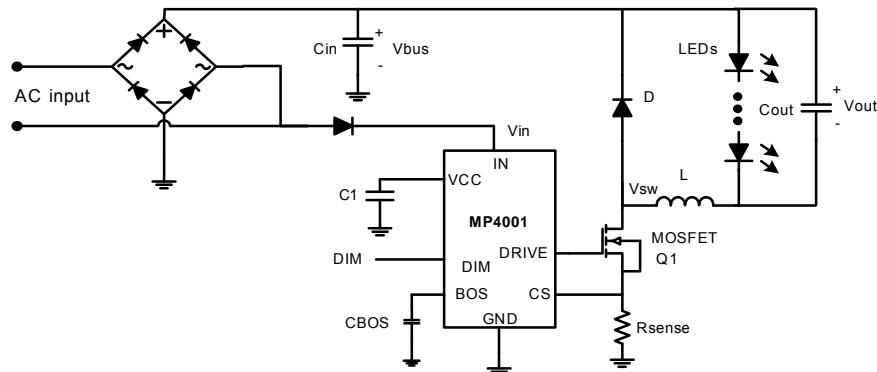 Cin
+
Vbus
-
LEDs
AC input
D
Cout
+
Vout
-
Vin
IN
VCC
C1
MP4001
Vsw
L
DRIVE
MOSFET
Q1
DIM
DIM
BOS
CS
CBOS
GND
Rsense